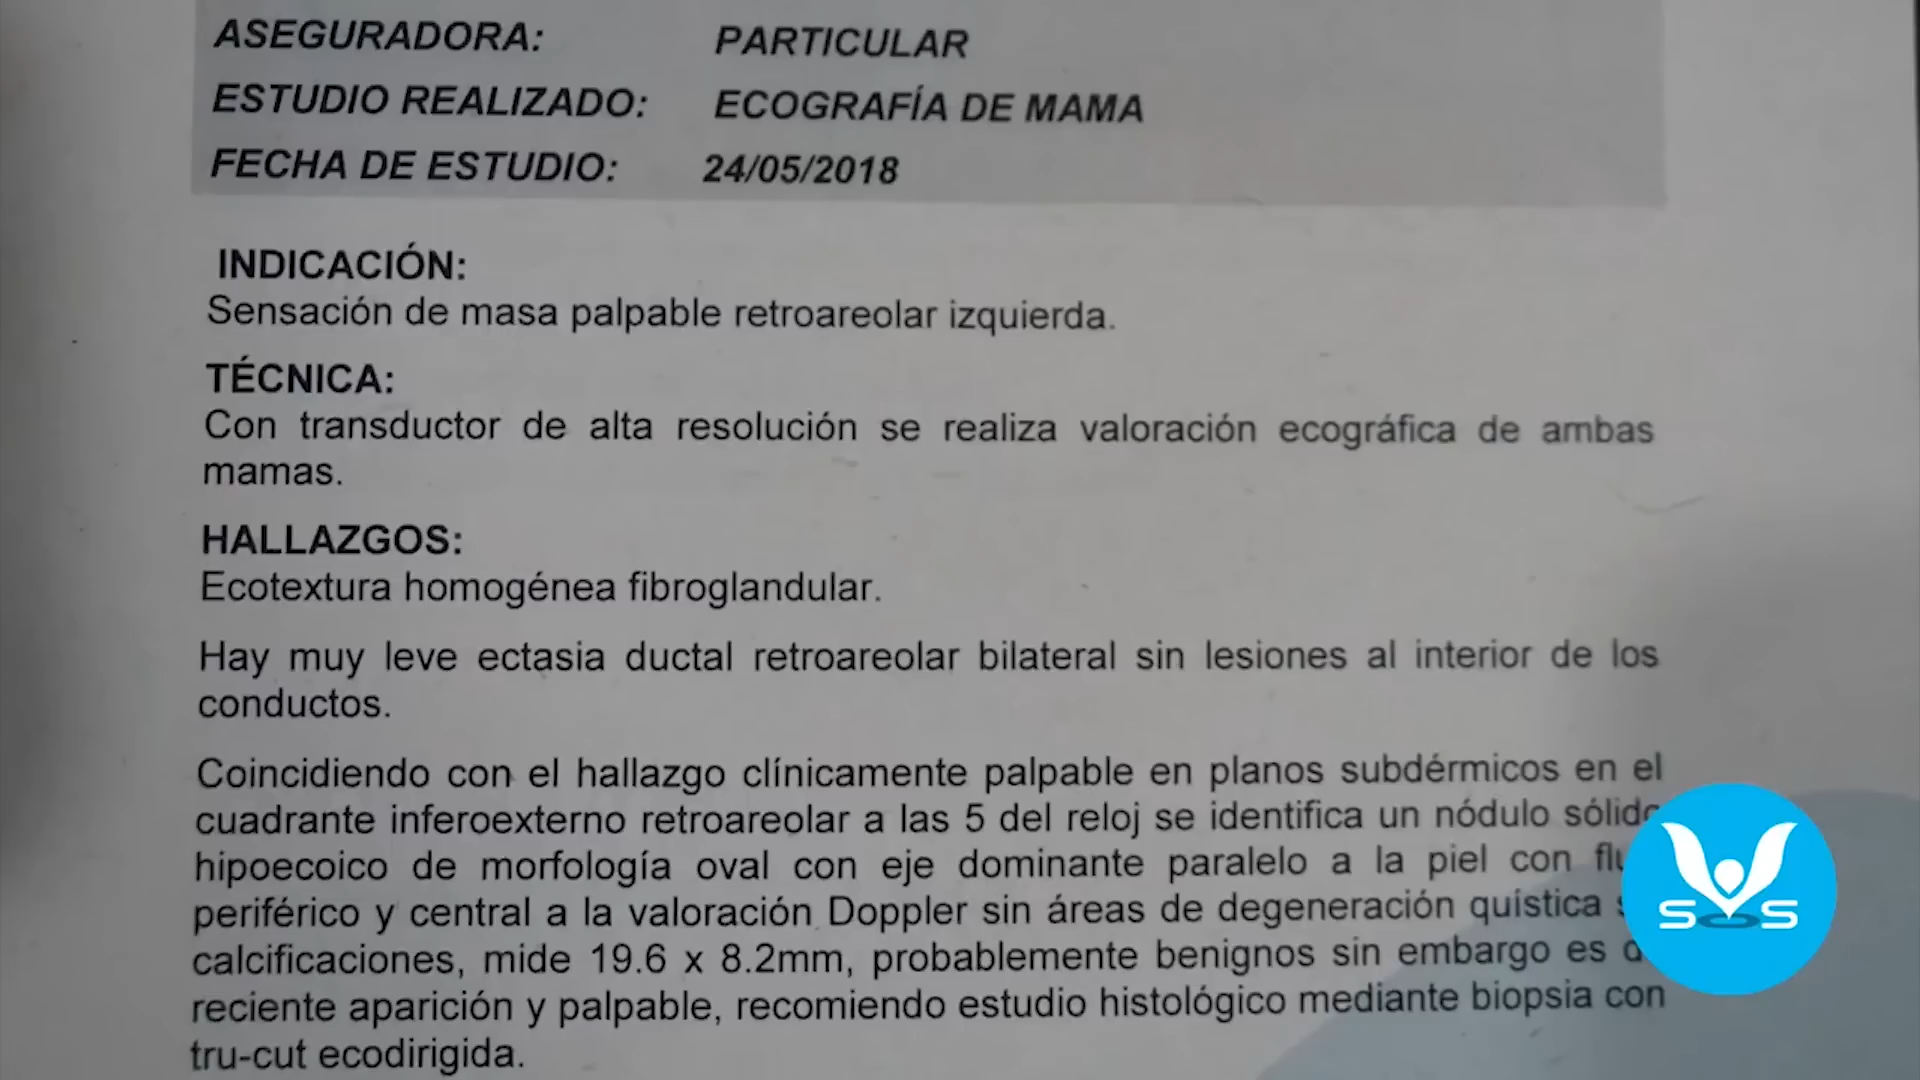 ASEGURADORA: PARTICULAR
ESTUDIO REALIZADO: ECOGRAFÍA DE MAMA
FECHA DE ESTUDIO: 24/05/2018
INDICACIÓN:
Sensación de masa palpable retroareolar izquierda.
TÉCNICA:
Con transductor de alta resolución se realiza valoración ecográfica de ambas
mamas.
HALLAZGOS:
Ecotextura homogénea fibroglandular.
Hay muy leve ectasia ductal retroareolar bilateral sin lesiones al interior de los
conductos.
Coincidiendo con el hallazgo clínicamente palpable en planos subdérmicos en el
cuadrante inferoexterno retroareolar a las 5 del reloj se identifica un nódulo sólido
hipoecoico de morfología oval con eje dominante paralelo a la piel con
periférico y central a la valoración Doppler sin áreas de degeneración quística
calcificaciones, mide 19.6 x 8.2mm, probablemente benignos sin embargo es
reciente aparición y palpable, recomiendo estudio histológico mediante biopsia con
tru-cut ecodirigida.
SVS